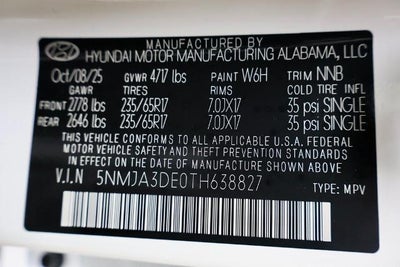 MANUFACTURED BY
HYUNDAI MOTOR MANUFACTURING ALABAMA, LLC
Oct/08/25 GVWR 4717 lbs PAINT W6H TRIM NNB
GAWR TIRES RIMS COLD TIRE INFL
FRONT 2778 lbs 235/65R17 7.0JX17 35 psi SINGLE
REAR 2646 lbs 235/65R17 7.0JX17 35 psi SINGLE
THIS VEHICLE CONFORMS TO ALL APPLICABLE U.S.A. FEDERAL
MOTOR VEHICLE SAFETY AND THEFT PREVENTION STANDARDS
IN EFFECT ON THE DATE OF MANUFACTURE SHOWN ABOVE
V.I.N 5NMJA3DE0TH638827 TYPE: MPV